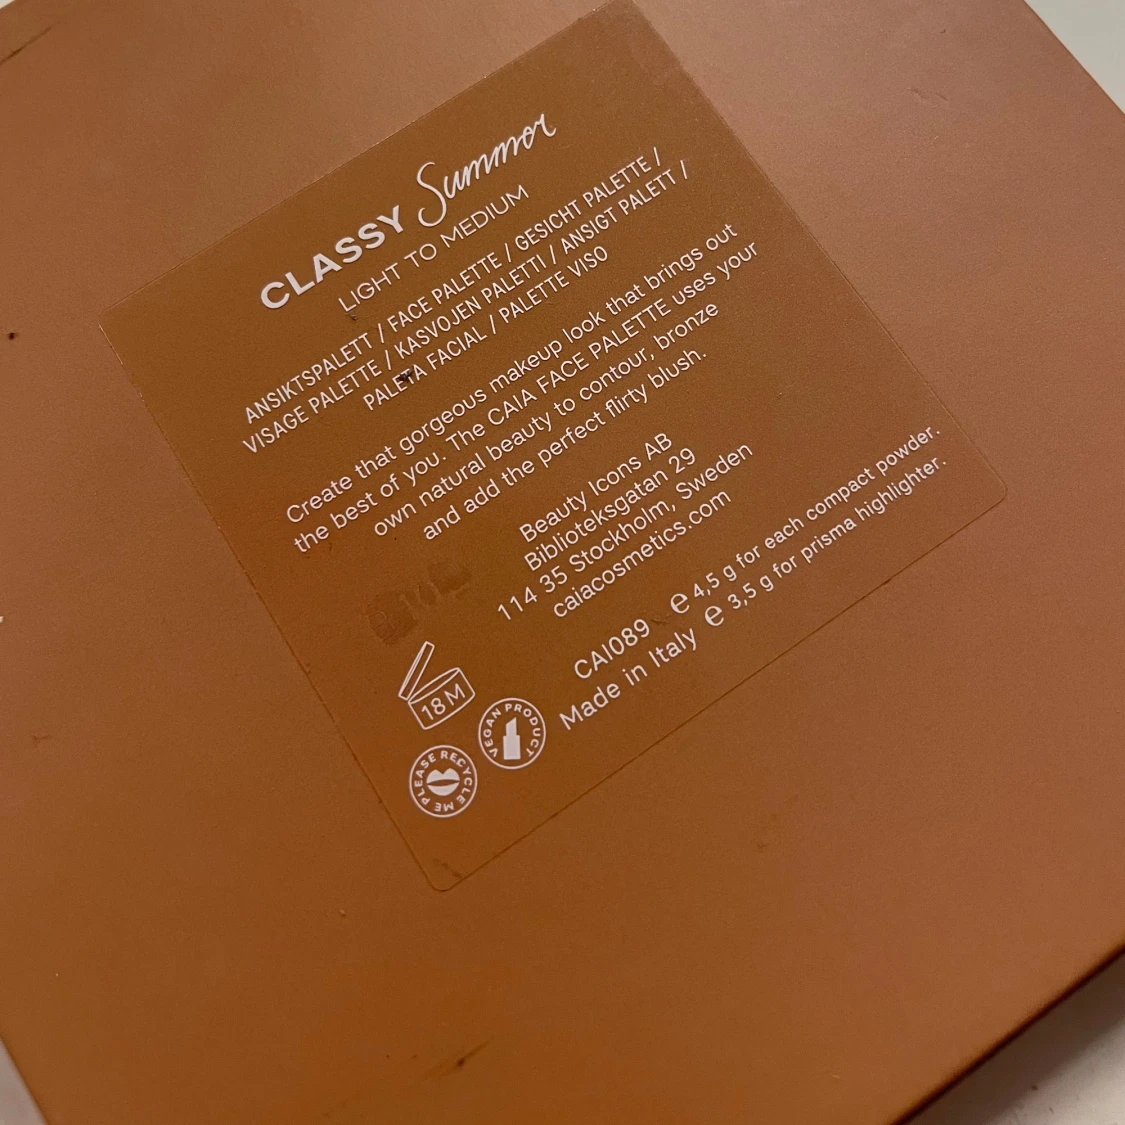 CLASSY Summer
LIGHT TO MEDIUM
ANSIKTSPALETT / FACE PALETTE / GESICHT PALETTE /
VISAGE PALETTE / KASVOJEN PALETTI / ANSIGT PALETT /
PALETA FACIAL / PALETTE VISO
Create that gorgeous makeup look that brings out
the best of you. The CAIA FACE PALETTE uses your
own natural beauty to contour, bronze
and add the perfect flirty blush.
Beauty Icons AB
Biblioteksgatan 29
114 35 Stockholm, Sweden
caiacosmetics.com
CAI089 e 4,5 g for each compact powder.
Made in Italy e 3,5 g for prisma highlighter.
18M
VEGAN PRODUCT
PLEASE RECYCLE ME